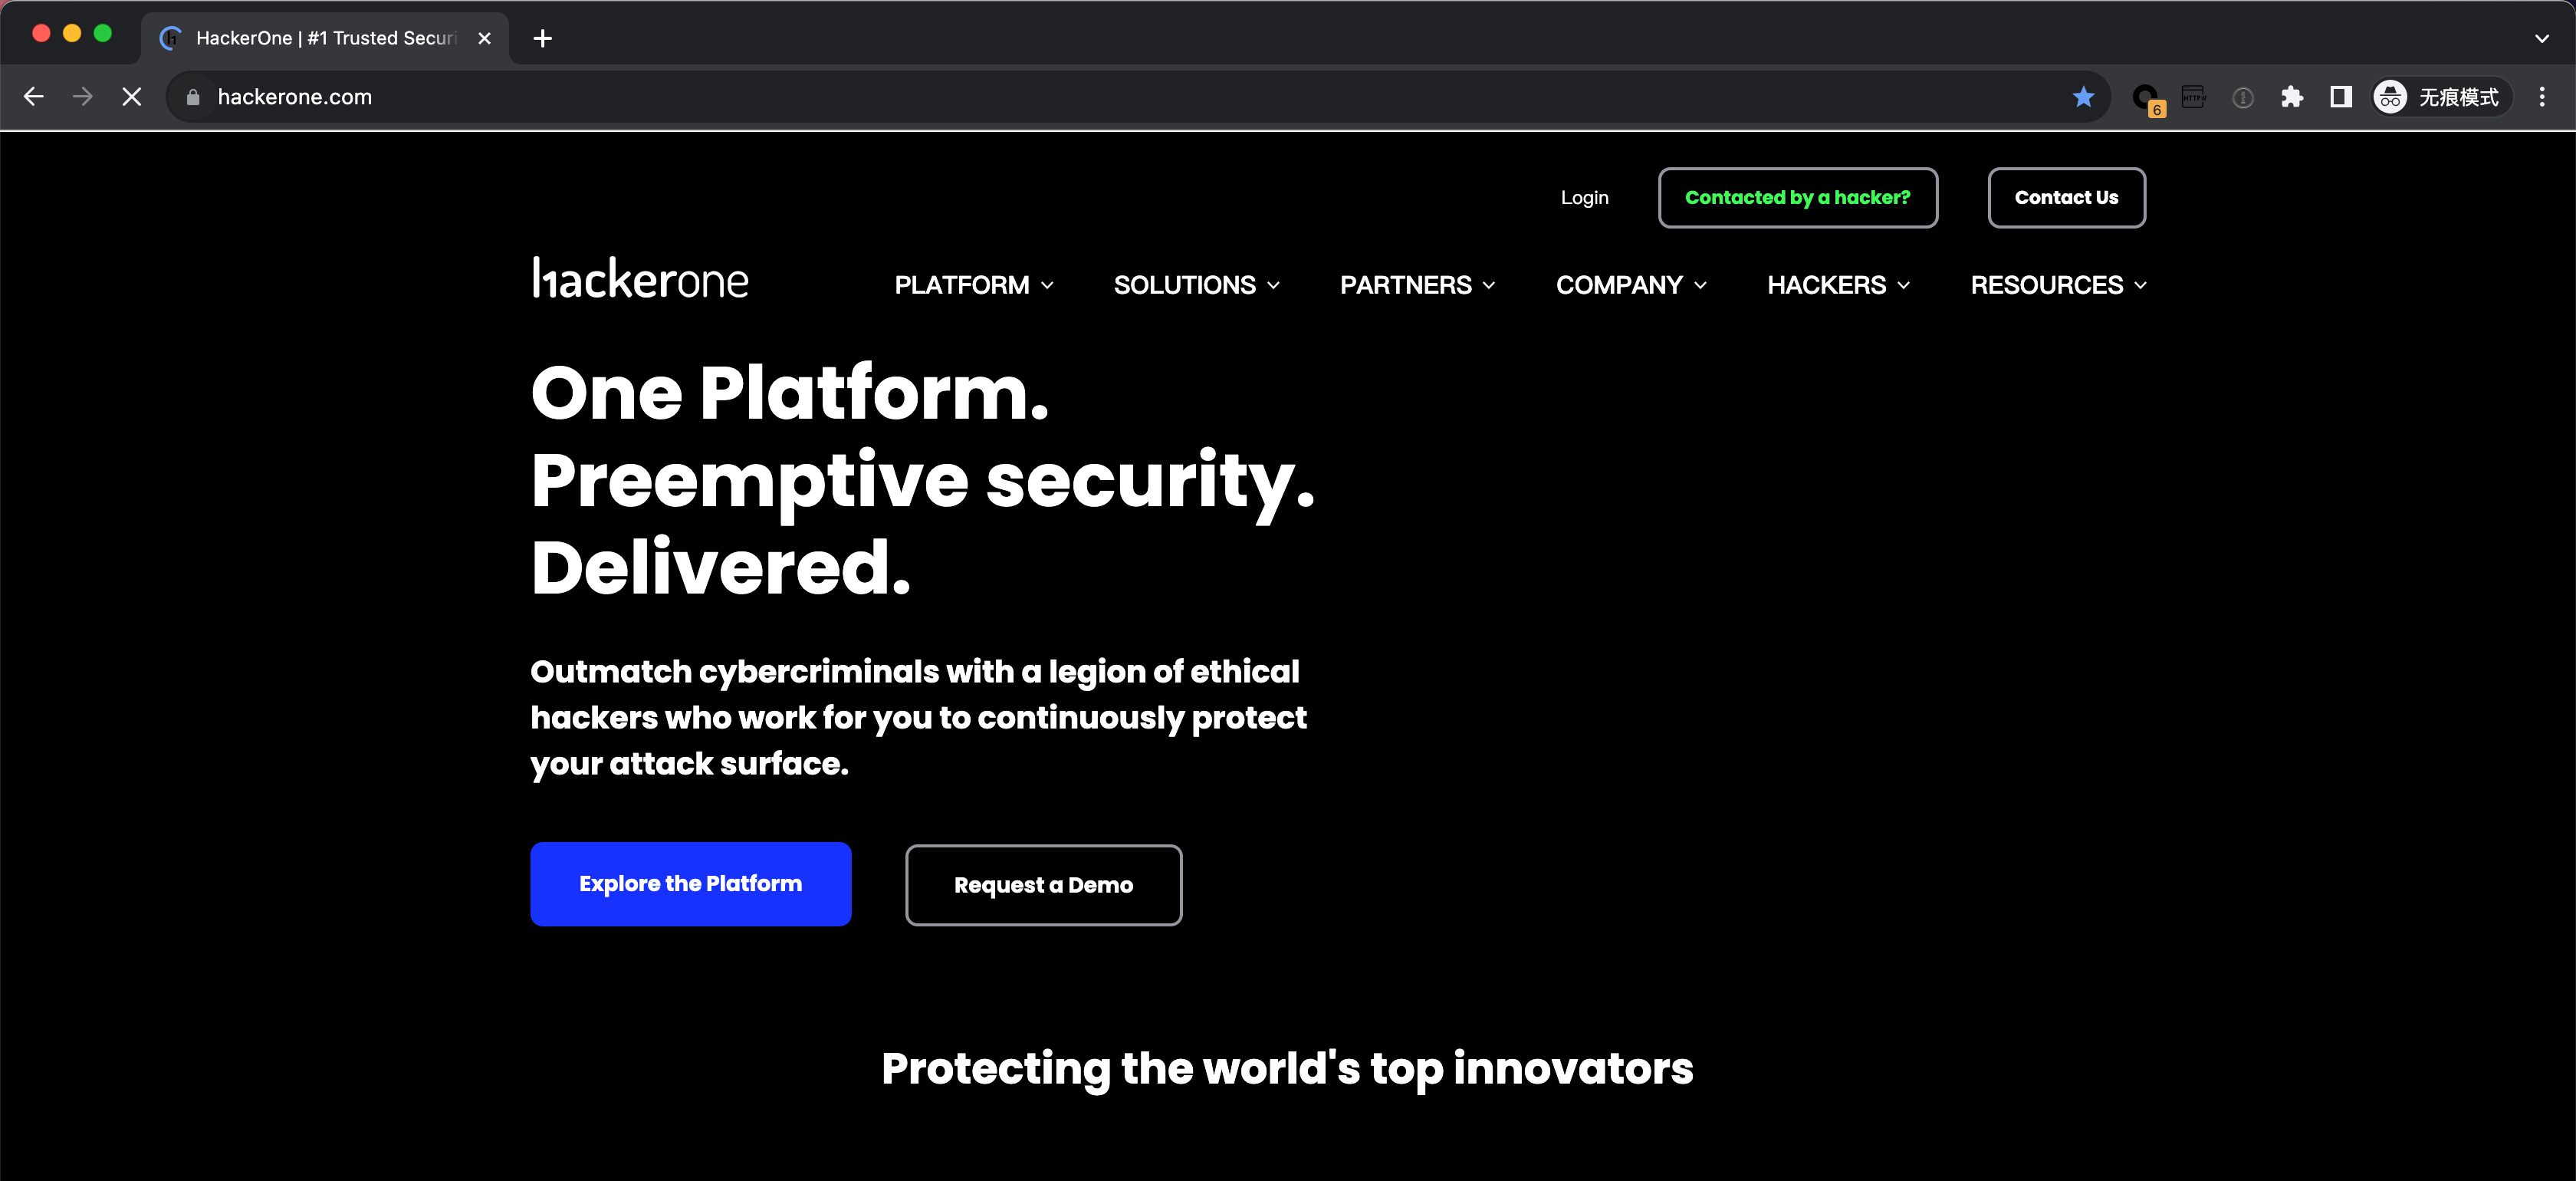 HackerOne | #1 Trusted Securi
hackerone.com
6
HTTP
无痕模式
Login
Contacted by a hacker?
Contact Us
hackerone
PLATFORM
SOLUTIONS
PARTNERS
COMPANY
HACKERS
RESOURCES
One Platform.
Preemptive security.
Delivered.
Outmatch cybercriminals with a legion of ethical
hackers who work for you to continuously protect
your attack surface.
Explore the Platform
Request a Demo
Protecting the world's top innovators